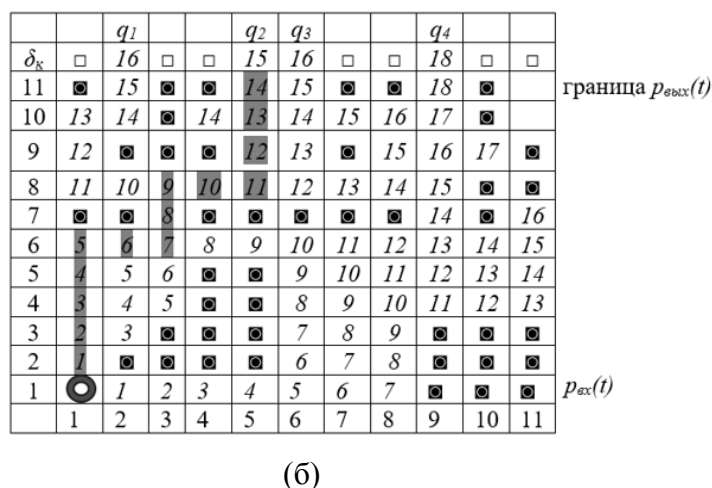 q1 q2 q3 q4
δк □ 16 □ □ 15 16 □ □ 18 □ □
11 ◙ 15 ◙ ◙ 14 15 ◙ ◙ 18 ◙ граница pвых(t)
10 13 14 ◙ 14 13 14 15 16 17 ◙
9 12 ◙ ◙ ◙ 12 13 ◙ 15 16 17 ◙
8 11 10 9 10 11 12 13 14 15 ◙ ◙
7 ◙ ◙ 8 ◙ ◙ ◙ ◙ ◙ 14 ◙ 16
6 5 6 7 8 9 10 11 12 13 14 15
5 4 5 6 ◙ ◙ 9 10 11 12 13 14
4 3 4 5 ◙ ◙ 8 9 10 11 12 13
3 2 3 ◙ ◙ ◙ 7 8 9 ◙ ◙ ◙
2 1 ◙ ◙ ◙ ◙ 6 7 8 ◙ ◙ ◙
1 1 2 3 4 5 6 7 ◙ ◙ ◙ pвх(t)
1 2 3 4 5 6 7 8 9 10 11
(б)